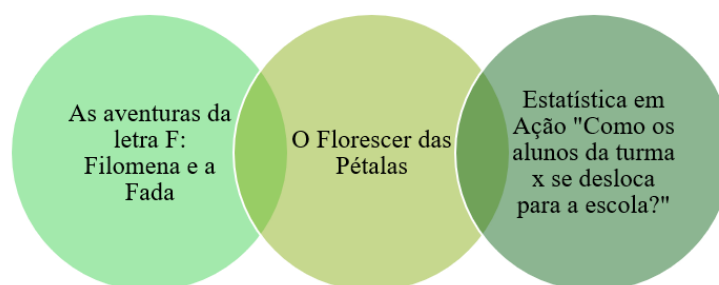 As aventuras da
letra F:
Filomena e a
Fada
O Florescer das
Pétalas
Estatística em
Ação "Como os
alunos da turma
x se desloca
para a escola?"